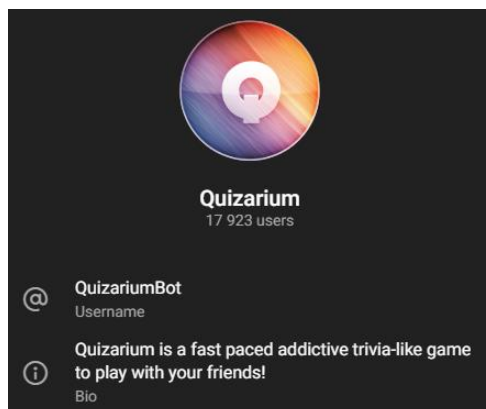 Q
Quizarium
17 923 users
@
QuizariumBot
Username
Quizarium is a fast paced addictive trivia-like game
to play with your friends!
Bio